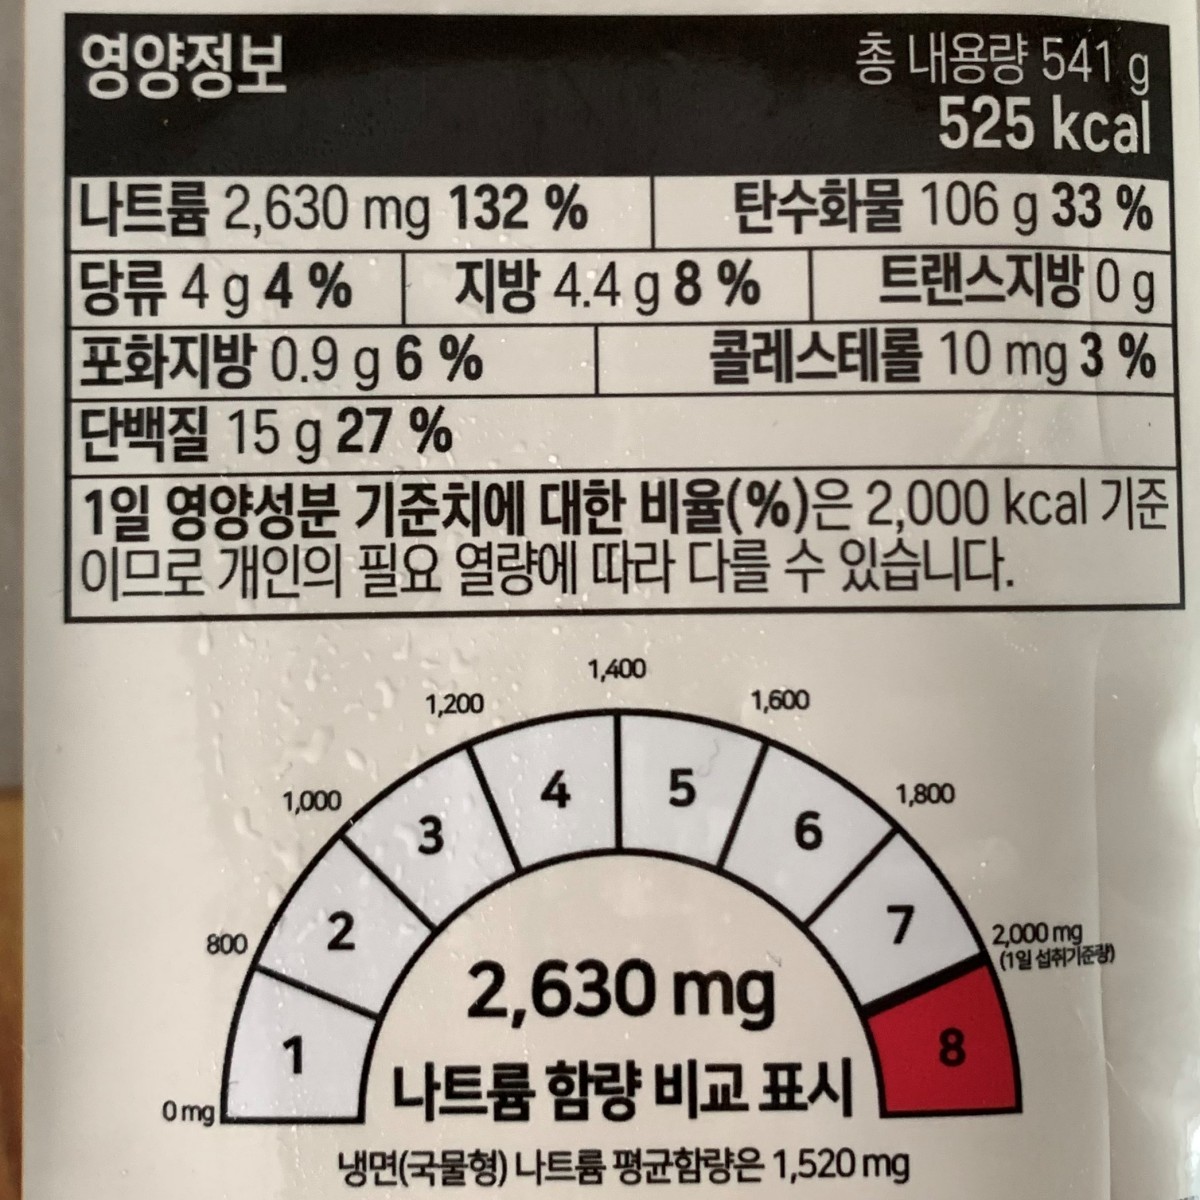 영양정보
총 내용량 541 g
525 kcal
나트륨 2,630 mg 132 % 탄수화물 106 g 33 %
당류 4 g 4 % 지방 4.4 g 8 % 트랜스지방 0 g
포화지방 0.9 g 6 % 콜레스테롤 10 mg 3 %
단백질 15 g 27 %
1일 영양성분 기준치에 대한 비율(%)은 2,000 kcal 기준
이므로 개인의 필요 열량에 따라 다를 수 있습니다.
1,400
1,200 1,600
1,000 1,800
800 2,000 mg
(1일 섭취기준량)
0 mg
1 2 3 4 5 6 7 8
2,630 mg
나트륨 함량 비교 표시
냉면(국물형) 나트륨 평균함량은 1,520 mg